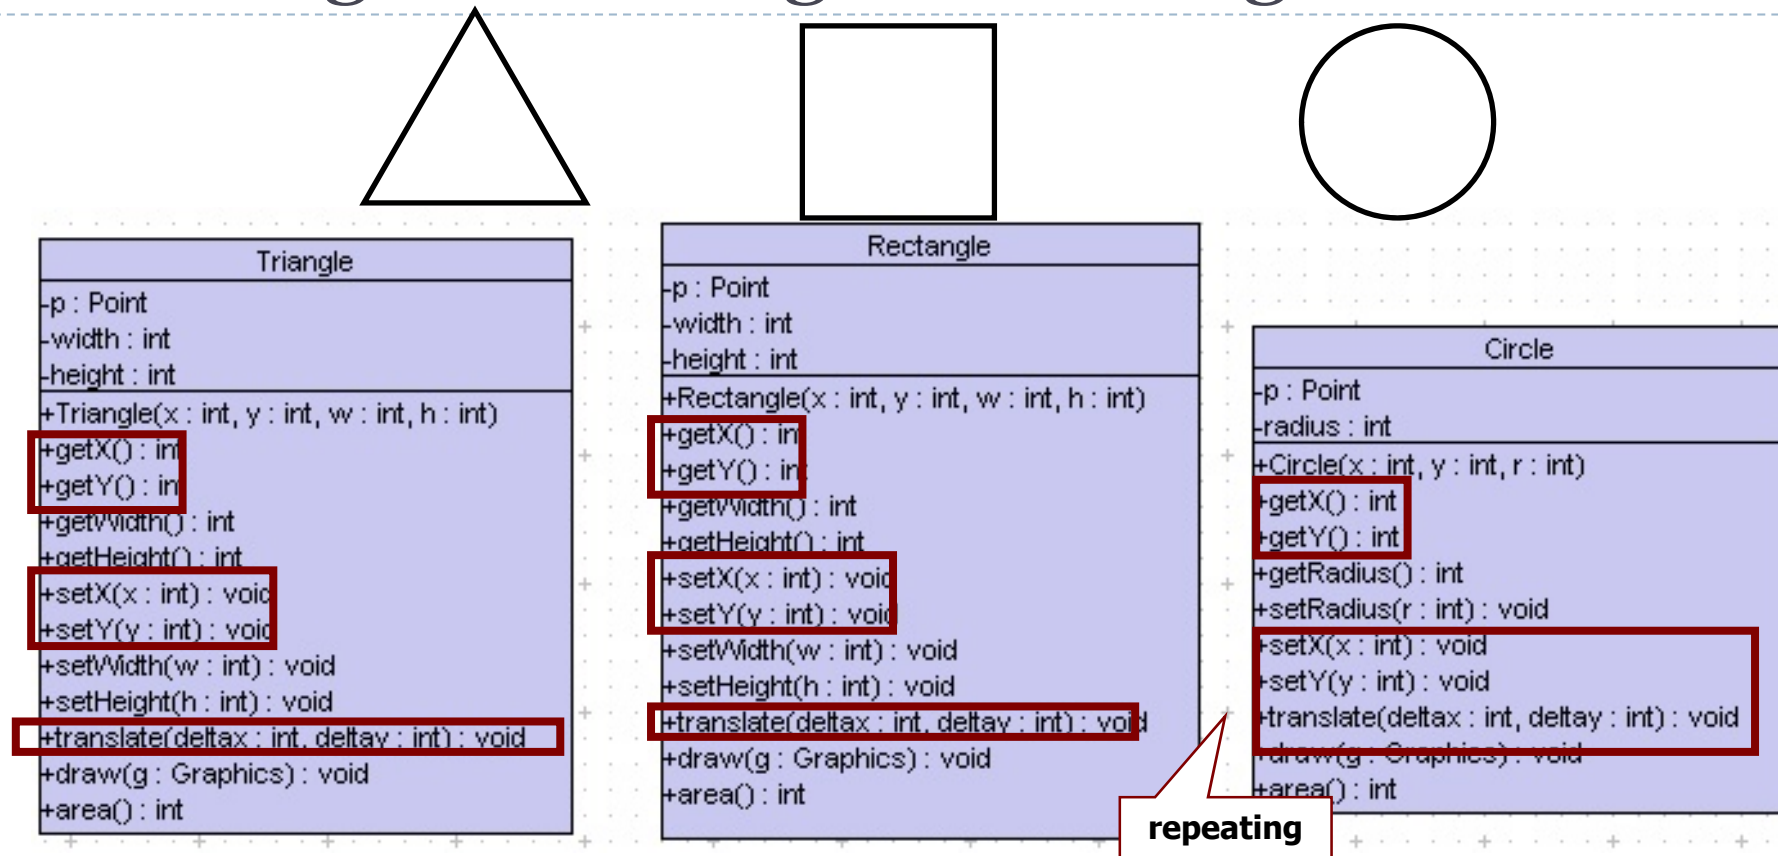 Triangle
-p : Point
-width : int
-height : int
+Triangle(x : int, y : int, w : int, h : int)
+getX() : int
+getY() : int
+getWidth() : int
+getHeight() : int
+setX(x : int) : void
+setY(y : int) : void
+setWidth(w : int) : void
+setHeight(h : int) : void
+translate(deltax : int, deltay : int) : void
+draw(g : Graphics) : void
+area() : int
Rectangle
-p : Point
-width : int
-height : int
+Rectangle(x : int, y : int, w : int, h : int)
+getX() : int
+getY() : int
+getWidth() : int
+getHeight() : int
+setX(x : int) : void
+setY(y : int) : void
+setWidth(w : int) : void
+setHeight(h : int) : void
+translate(deltax : int, deltay : int) : void
+draw(g : Graphics) : void
+area() : int
Circle
-p : Point
-radius : int
+Circle(x : int, y : int, r : int)
+getX() : int
+getY() : int
+getRadius() : int
+setRadius(r : int) : void
+setX(x : int) : void
+setY(y : int) : void
+translate(deltax : int, deltay : int) : void
+draw(g : Graphics) : void
+area() : int
repeating